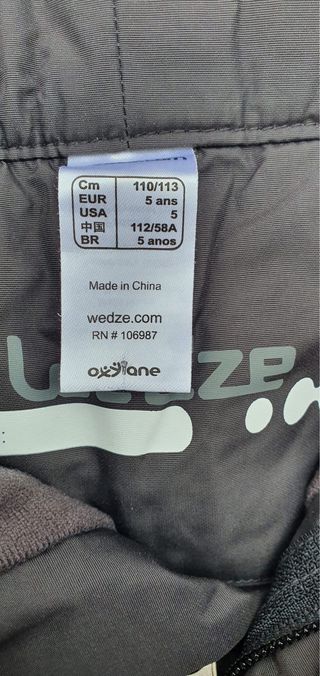 Cm 110/113
EUR 5 ans
USA 5
中国 112/58A
BR 5 anos
Made in China
wedze.com
RN # 106987
oxylane
wedze